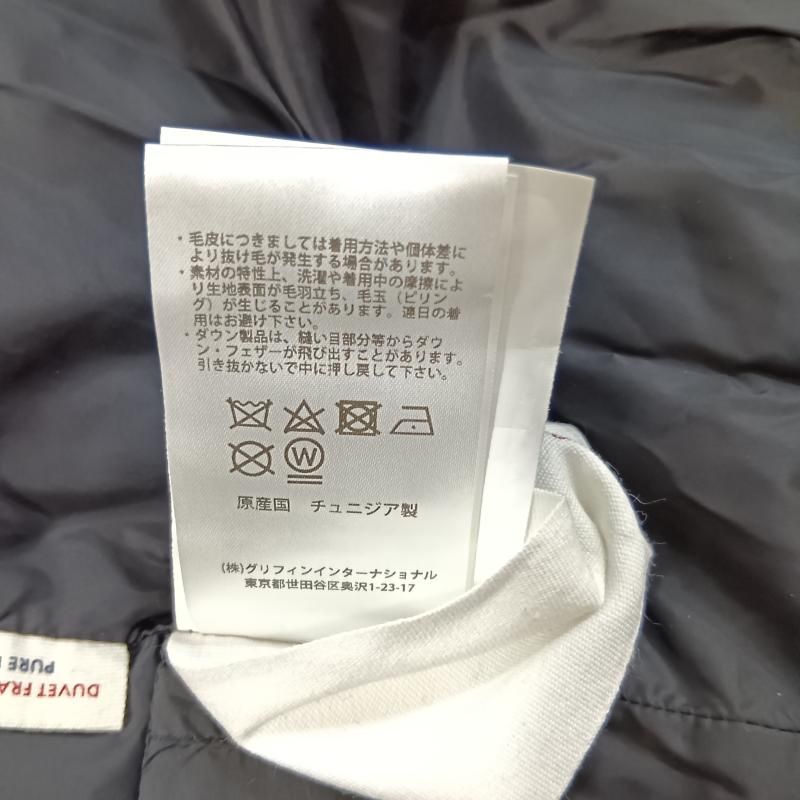 ・毛皮につきましては着用方法や個体差に
より抜け毛が発生する場合があります。
・素材の特性上、洗濯や着用中の摩擦によ
り生地表面が毛羽立ち、毛玉（ピリン
グ）が生じることがあります。連日の着
用はお避け下さい。
・ダウン製品は、縫い目部分等からダウ
ン・フェザーが飛び出すことがあります。
引き抜かないで中に押し戻して下さい。
W
原産国 チュニジア製
(株)グリフィンインターナショナル
東京都世田谷区奥沢1-23-17
DUVET FRA
PURE